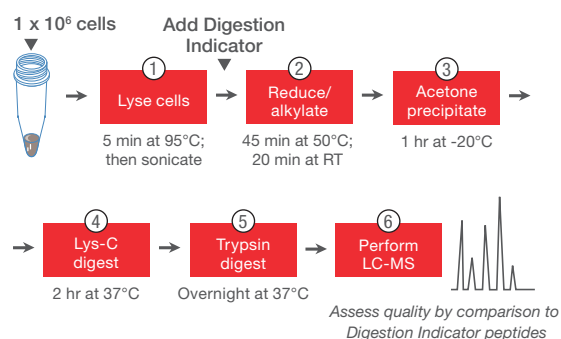 1 x 10⁶ cells
Add Digestion
Indicator
1
Lyse cells
5 min at 95°C;
then sonicate
2
Reduce/
alkylate
45 min at 50°C;
20 min at RT
3
Acetone
precipitate
1 hr at -20°C
4
Lys-C
digest
2 hr at 37°C
5
Trypsin
digest
Overnight at 37°C
6
Perform
LC-MS
Assess quality by comparison to
Digestion Indicator peptides